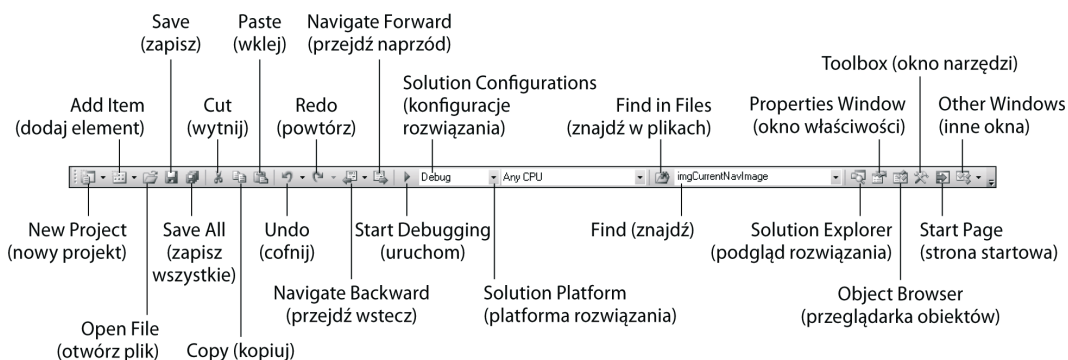 Save
(zapisz)
Paste
(wklej)
Navigate Forward
(przejdź naprzód)
Toolbox (okno narzędzi)
Add Item
(dodaj element)
Cut
(wytnij)
Redo
(powtórz)
Solution Configurations
(konfiguracje
rozwiązania)
Find in Files
(znajdź w plikach)
Properties Window
(okno właściwości)
Other Windows
(inne okna)
Debug
Any CPU
imgCurrentNavImage
New Project
(nowy projekt)
Save All
(zapisz
wszystkie)
Undo
(cofnij)
Start Debugging
(uruchom)
Find (znajdź)
Solution Explorer
(podgląd rozwiązania)
Start Page
(strona startowa)
Navigate Backward
(przejdź wstecz)
Solution Platform
(platforma rozwiązania)
Object Browser
(przeglądarka obiektów)
Open File
(otwórz plik)
Copy (kopiuj)